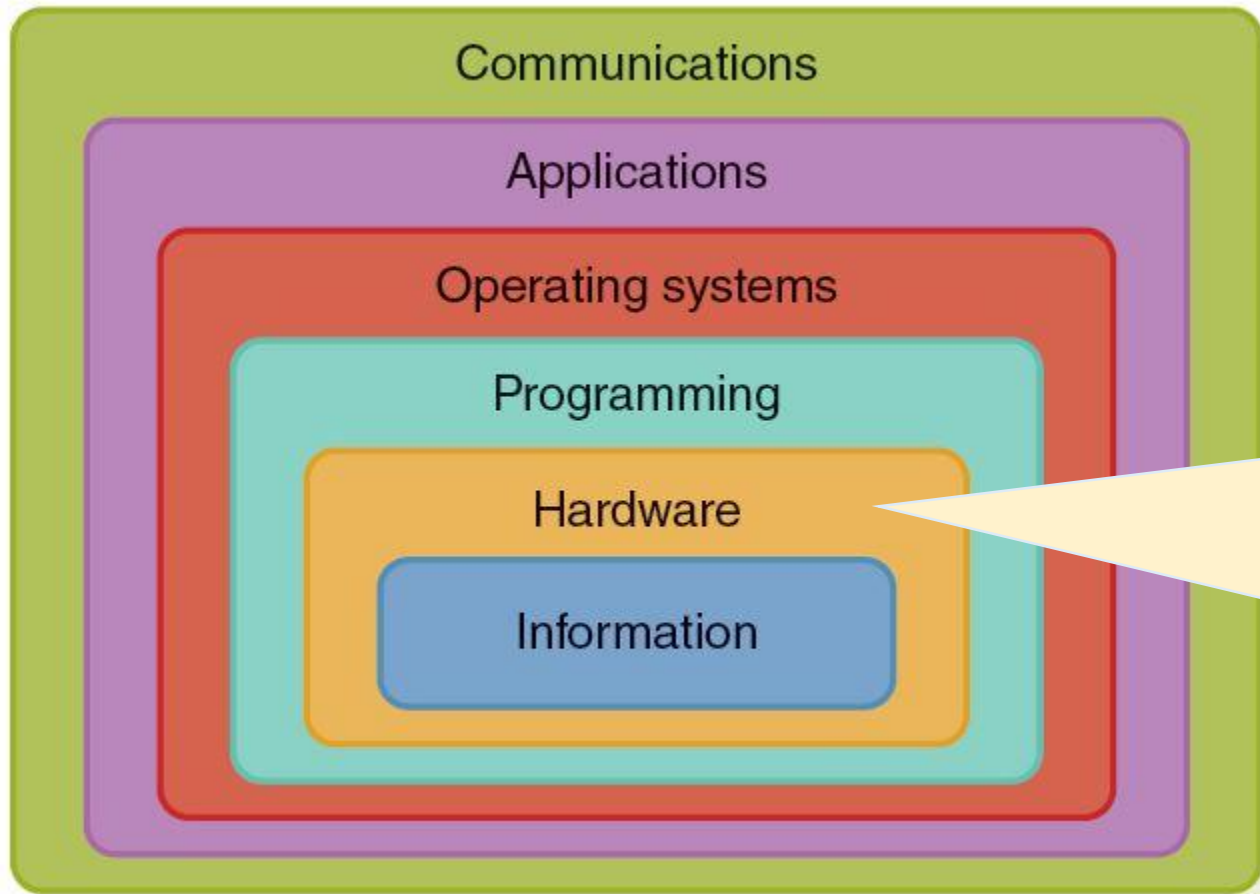 Communications
Applications
Operating systems
Programming
Hardware
Information